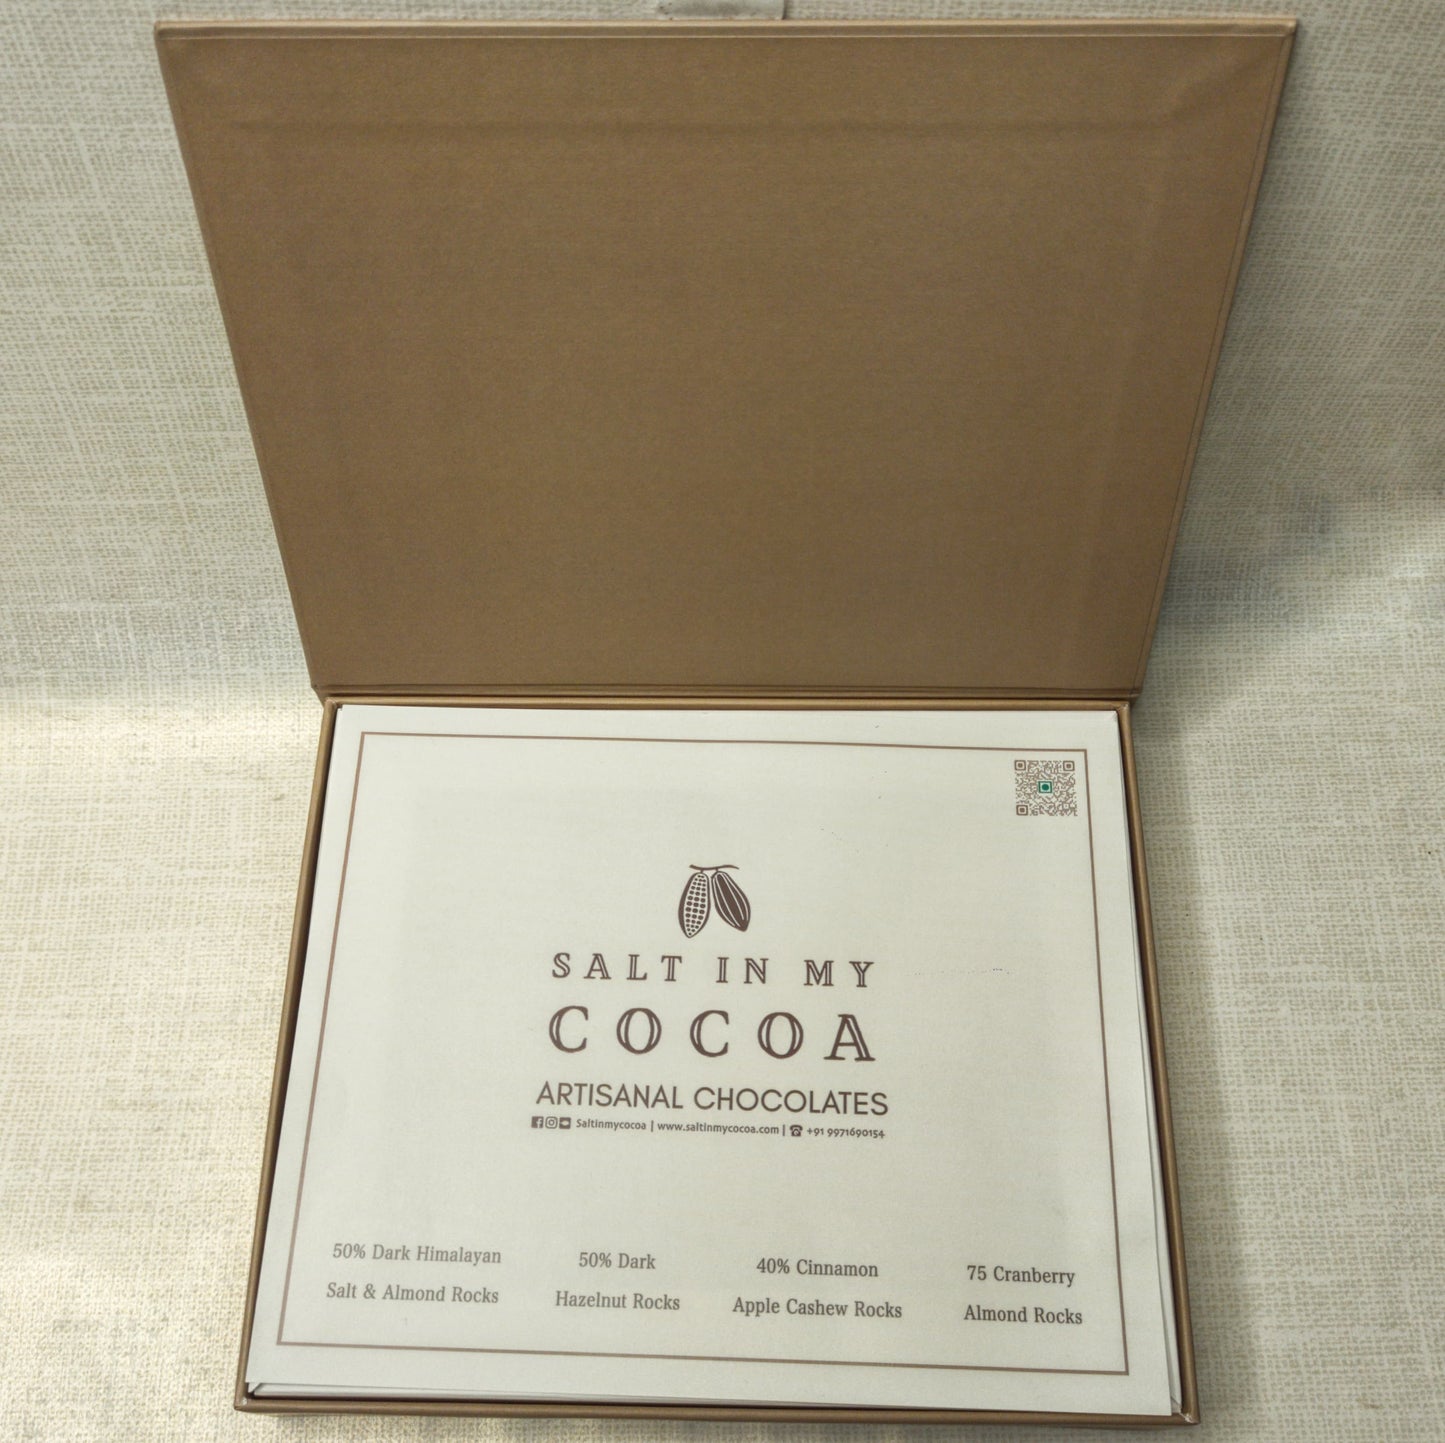 SALT IN MY
COCOA
ARTISANAL CHOCOLATES
Saltinmycocoa | www.saltinmycocoa.com | +91 9971690154
50% Dark Himalayan
Salt & Almond Rocks
50% Dark
Hazelnut Rocks
40% Cinnamon
Apple Cashew Rocks
75 Cranberry
Almond Rocks